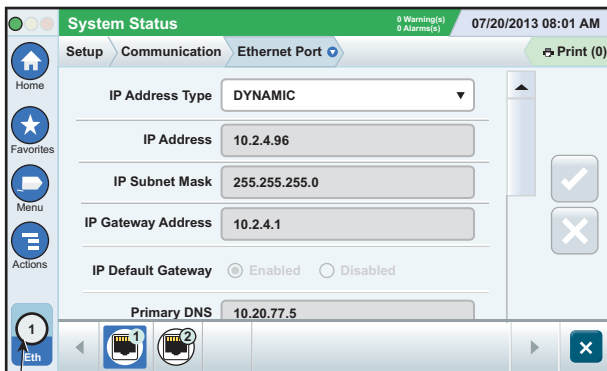 System Status
0 Warning(s)
0 Alarms(s)
07/20/2013 08:01 AM
Setup Communication Ethernet Port
Print (0)
Home
Favorites
Menu
Actions
1
Eth
IP Address Type DYNAMIC
IP Address 10.2.4.96
IP Subnet Mask 255.255.255.0
IP Gateway Address 10.2.4.1
IP Default Gateway Enabled Disabled
Primary DNS 10.20.77.5
1 2